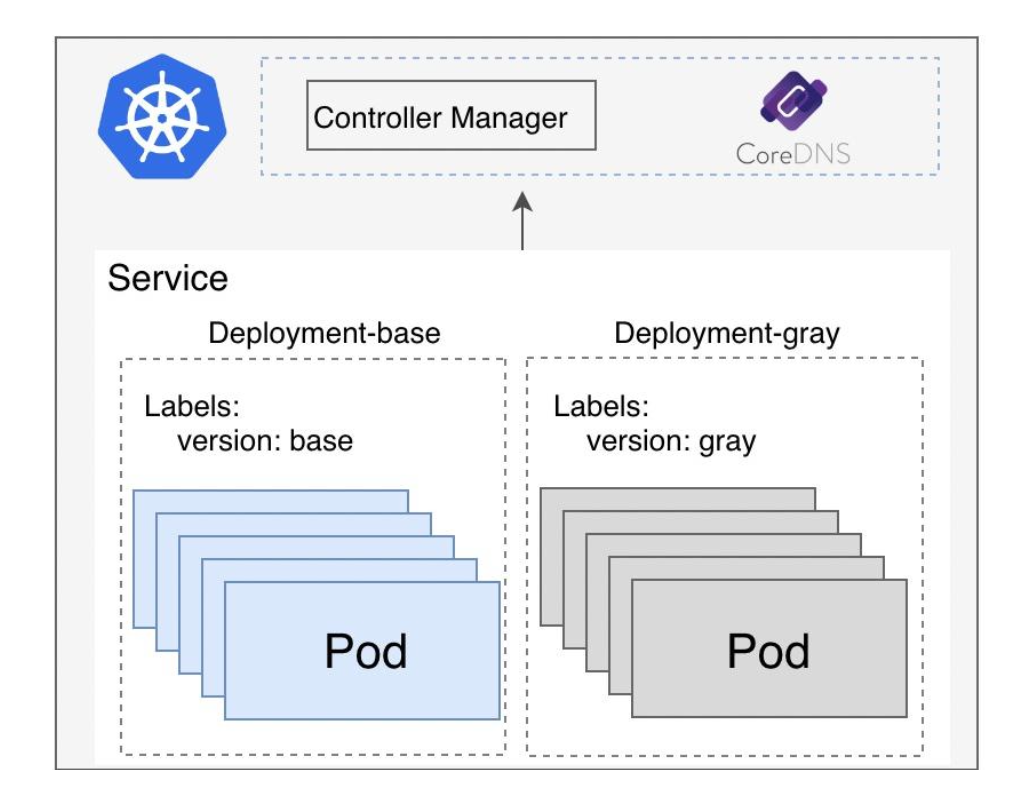 Controller Manager
CoreDNS
Service
Deployment-base
Deployment-gray
Labels:
version: base
Labels:
version: gray
Pod
Pod